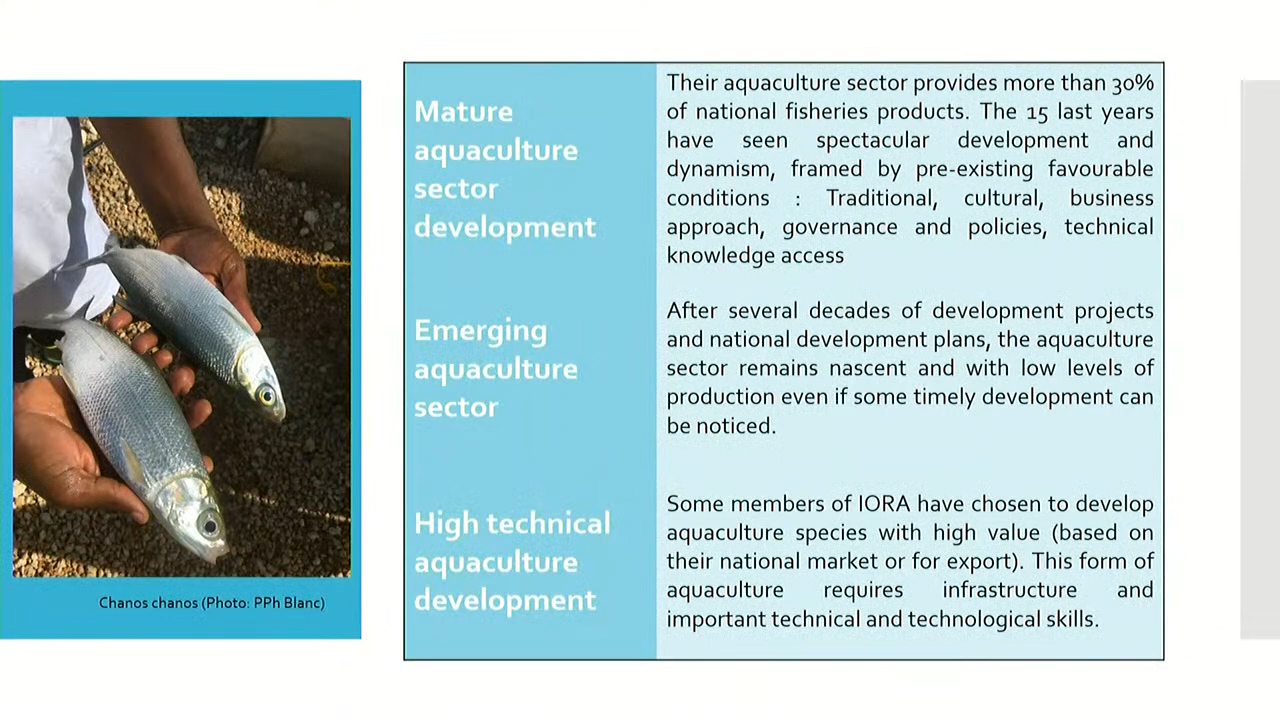 Mature
aquaculture
sector
development
Their aquaculture sector provides more than 30%
of national fisheries products. The 15 last years
have seen spectacular development and
dynamism, framed by pre-existing favourable
conditions : Traditional, cultural, business
approach, governance and policies, technical
knowledge access
Emerging
aquaculture
sector
After several decades of development projects
and national development plans, the aquaculture
sector remains nascent and with low levels of
production even if some timely development can
be noticed.
High technical
aquaculture
development
Some members of IORA have chosen to develop
aquaculture species with high value (based on
their national market or for export). This form of
aquaculture requires infrastructure and
important technical and technological skills.
Chanos chanos (Photo: PPh Blanc)